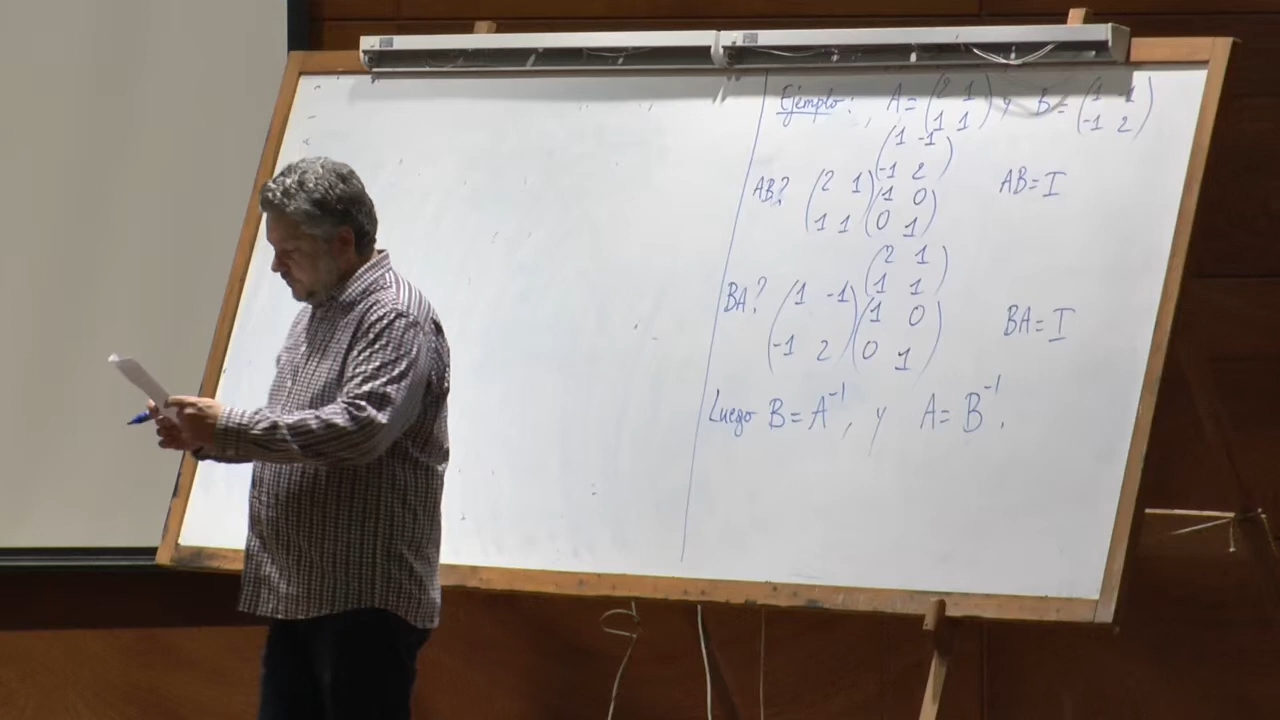 Ejemplo: A = (2 1 / 1 1) y B = (1 -1 / -1 2)
(1 -1 / -1 2)
AB? (2 1 / 1 1) (1 0 / 0 1) AB = I
(2 1 / 1 1)
BA? (1 -1 / -1 2) (1 0 / 0 1) BA = I
Luego B = A⁻¹, y A = B⁻¹.